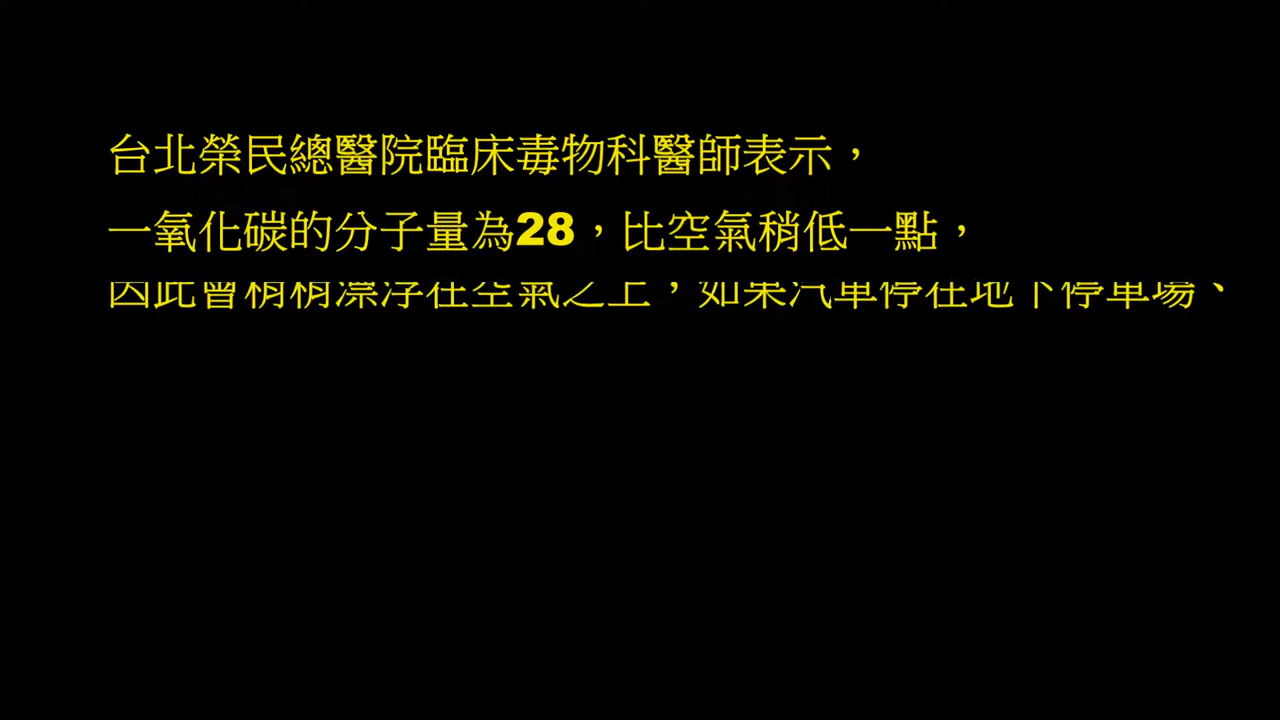 台北榮民總醫院臨床毒物科醫師表示，
一氧化碳的分子量為28，比空氣稍低一點，
因此會稍稍漂浮在空氣之上，如果汽車停在地下停車場、